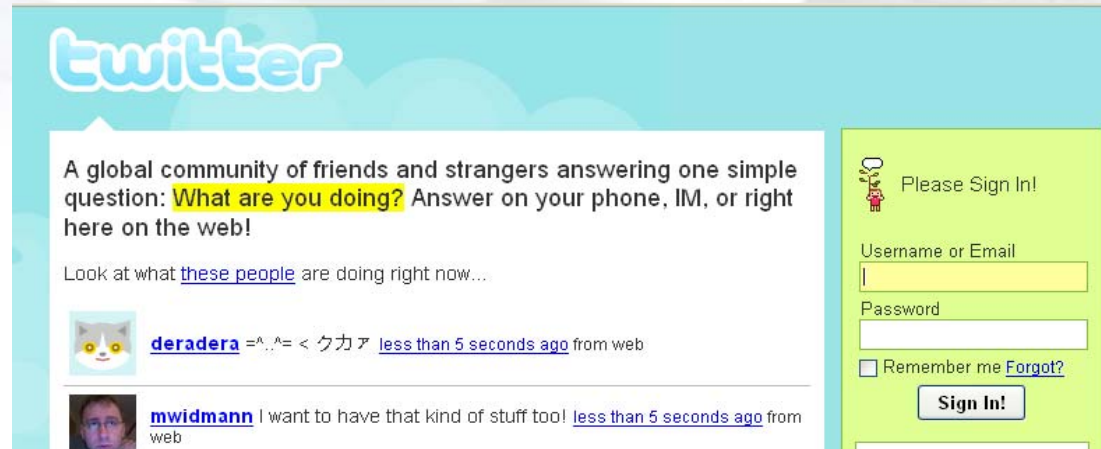 twitter
A global community of friends and strangers answering one simple
question: What are you doing? Answer on your phone, IM, or right
here on the web!
Look at what these people are doing right now...
deradera =^..^= < クカァ less than 5 seconds ago from web
mwidmann I want to have that kind of stuff too! less than 5 seconds ago from
web
Please Sign In!
Username or Email
Password
Remember me Forgot?
Sign In!